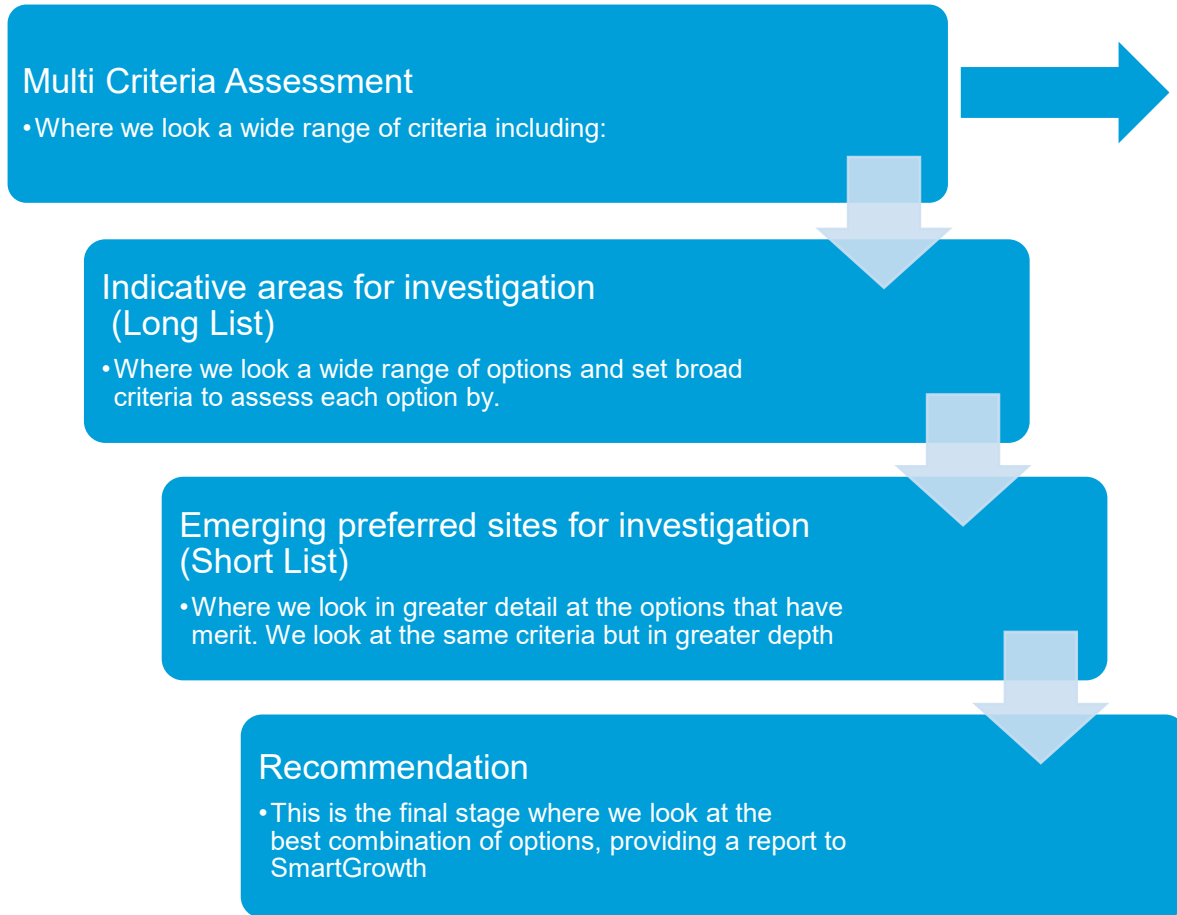 Multi Criteria Assessment
•Where we look a wide range of criteria including:
Indicative areas for investigation
(Long List)
•Where we look a wide range of options and set broad
criteria to assess each option by.
Emerging preferred sites for investigation
(Short List)
•Where we look in greater detail at the options that have
merit. We look at the same criteria but in greater depth
Recommendation
•This is the final stage where we look at the
best combination of options, providing a report to
SmartGrowth